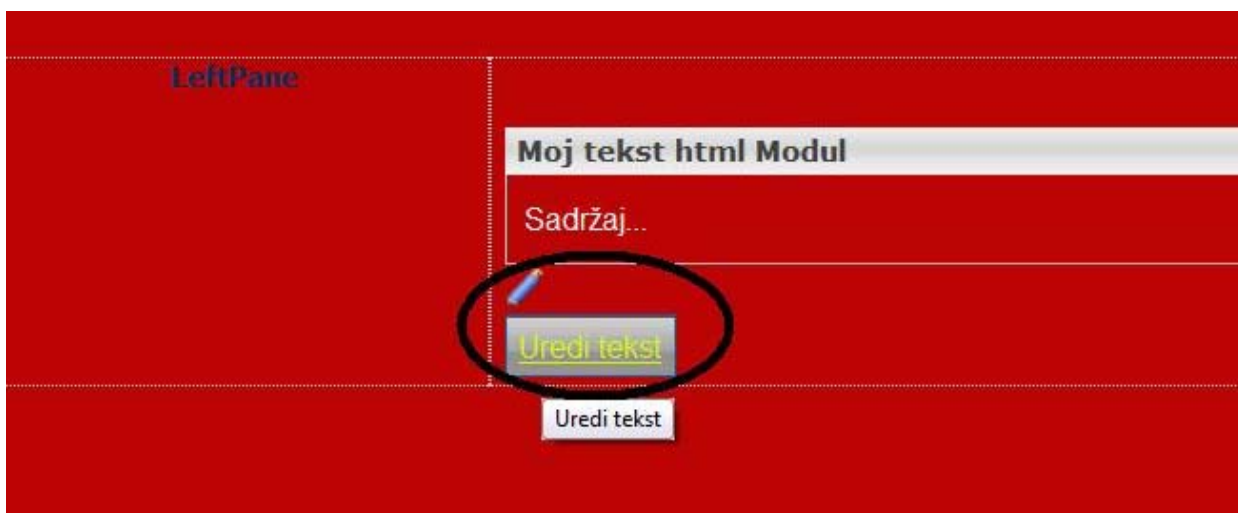 LeftPane
Moj tekst html Modul
Sadržaj...
Uredi tekst
Uredi tekst